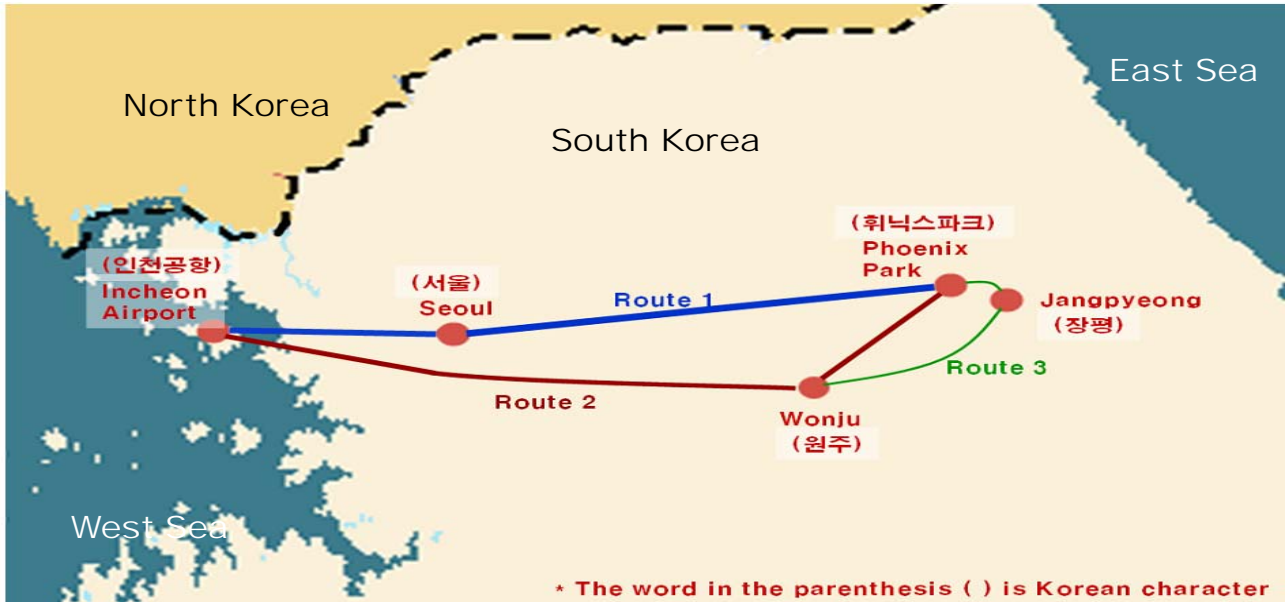 East Sea
North Korea
South Korea
(휘닉스파크)
Phoenix
Park
(인천공항)
Incheon
Airport
(서울)
Seoul
Route 1
Jangpyeong
(장평)
Route 3
Route 2
Wonju
(원주)
West Sea
* The word in the parenthesis ( ) is Korean character